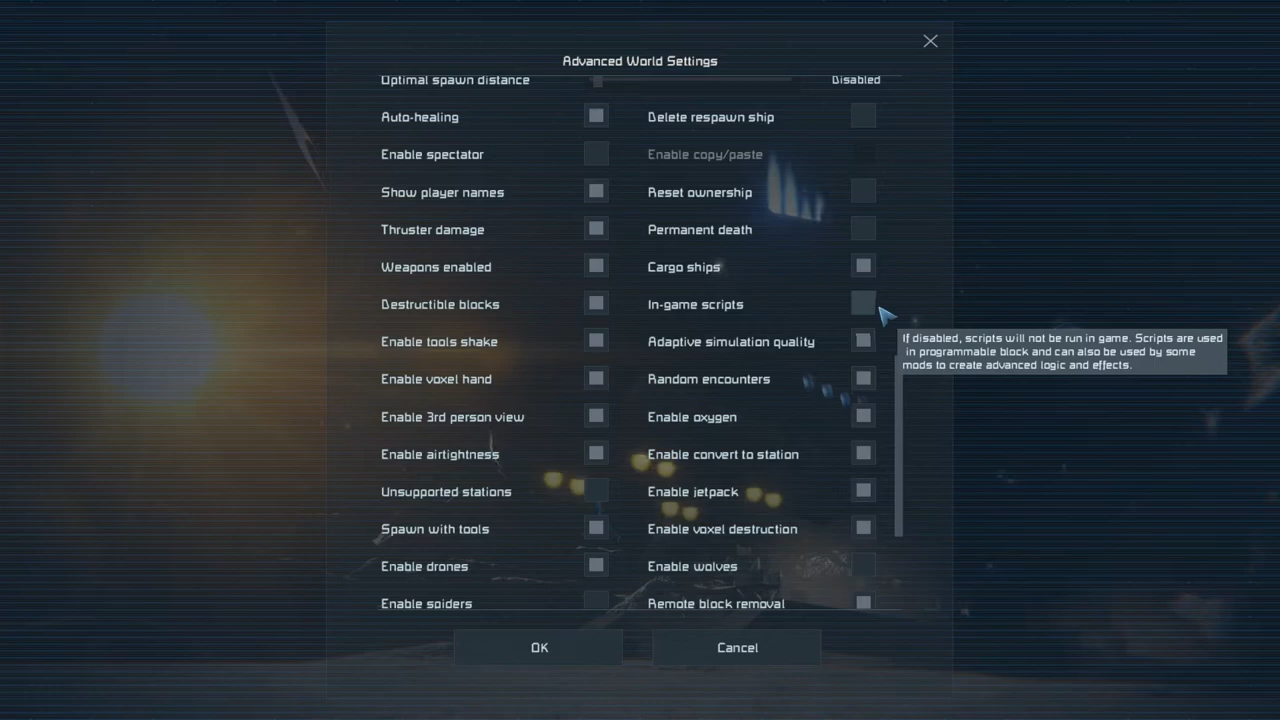 Advanced World Settings
Optimal spawn distance Disabled
Auto-healing Delete respawn ship
Enable spectator Enable copy/paste
Show player names Reset ownership
Thruster damage Permanent death
Weapons enabled Cargo ships
Destructible blocks In-game scripts
Enable tools shake Adaptive simulation quality
If disabled, scripts will not be run in game. Scripts are used
in programmable block and can also be used by some
mods to create advanced logic and effects.
Enable voxel hand Random encounters
Enable 3rd person view Enable oxygen
Enable airtightness Enable convert to station
Unsupported stations Enable jetpack
Spawn with tools Enable voxel destruction
Enable drones Enable wolves
Enable spiders Remote block removal
OK Cancel